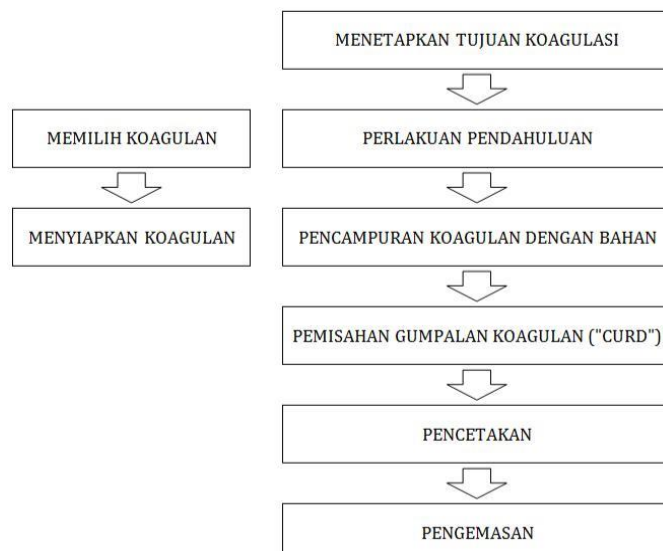 MENETAPKAN TUJUAN KOAGULASI
MEMILIH KOAGULAN
PERLAKUAN PENDAHULUAN
MENYIAPKAN KOAGULAN
PENCAMPURAN KOAGULAN DENGAN BAHAN
PEMISAHAN GUMPALAN KOAGULAN ("CURD")
PENCETAKAN
PENGEMASAN